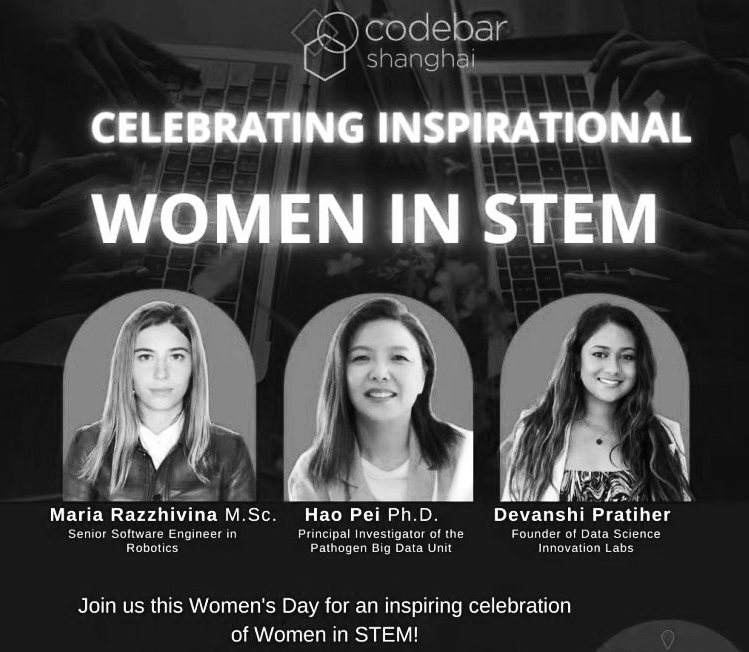 codebar
shanghai
CELEBRATING INSPIRATIONAL
WOMEN IN STEM
Maria Razzhivina M.Sc.
Senior Software Engineer in
Robotics
Hao Pei Ph.D.
Principal Investigator of the
Pathogen Big Data Unit
Devanshi Pratiher
Founder of Data Science
Innovation Labs
Join us this Women's Day for an inspiring celebration
of Women in STEM!